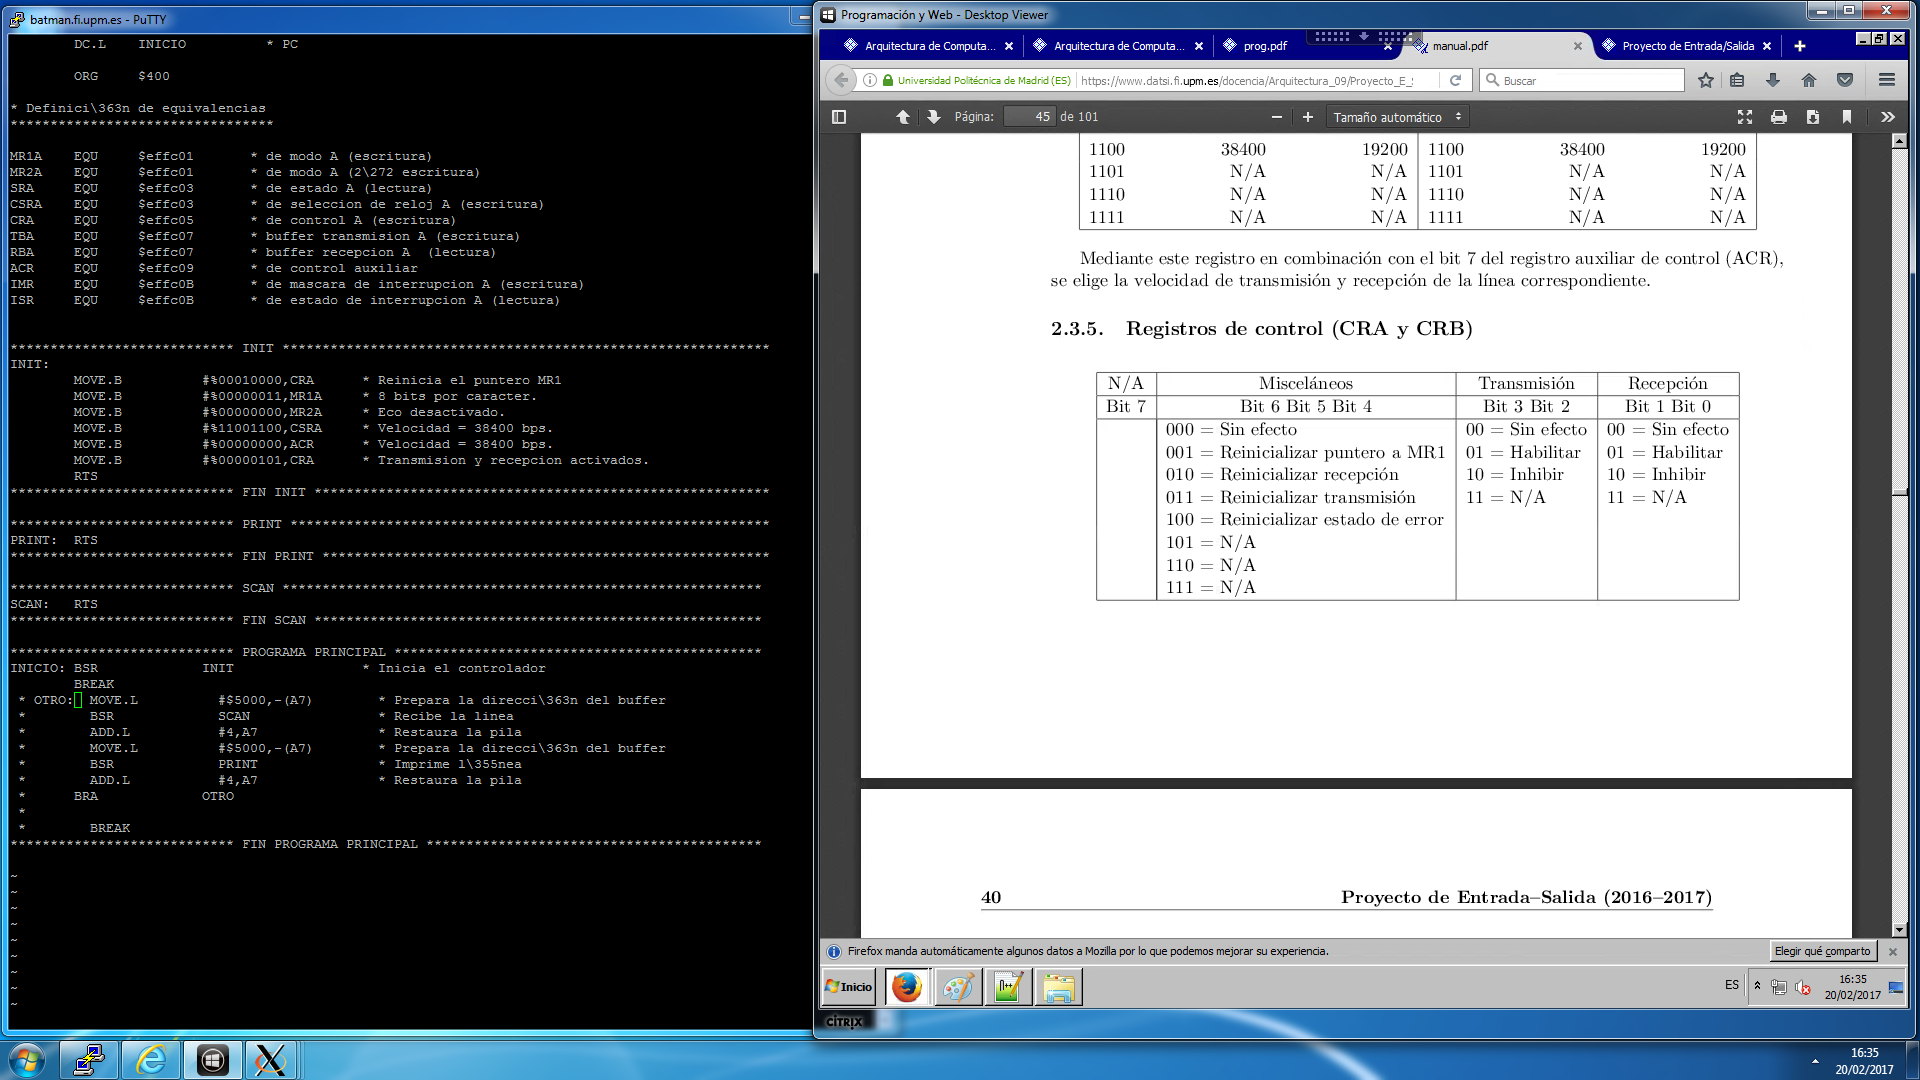 batman.fi.upm.es - PuTTY
DC.L INICIO * PC
ORG $400
* Definici\363n de equivalencias
*********************************
MR1A EQU $effc01 * de modo A (escritura)
MR2A EQU $effc01 * de modo A (2\272 escritura)
SRA EQU $effc03 * de estado A (lectura)
CSRA EQU $effc03 * de seleccion de reloj A (escritura)
CRA EQU $effc05 * de control A (escritura)
TBA EQU $effc07 * buffer transmision A (escritura)
RBA EQU $effc07 * buffer recepcion A (lectura)
ACR EQU $effc09 * de control auxiliar
IMR EQU $effc0B * de mascara de interrupcion A (escritura)
ISR EQU $effc0B * de estado de interrupcion A (lectura)
**************************** INIT *************************************************************
INIT:
MOVE.B #%00010000,CRA * Reinicia el puntero MR1
MOVE.B #%00000011,MR1A * 8 bits por caracter.
MOVE.B #%00000000,MR2A * Eco desactivado.
MOVE.B #%11001100,CSRA * Velocidad = 38400 bps.
MOVE.B #%00000000,ACR * Velocidad = 38400 bps.
MOVE.B #%00000101,CRA * Transmision y recepcion activados.
RTS
**************************** FIN INIT *********************************************************
**************************** PRINT ************************************************************
PRINT: RTS
**************************** FIN PRINT *********************************************************
**************************** SCAN ************************************************************
SCAN: RTS
**************************** FIN SCAN ********************************************************
**************************** PROGRAMA PRINCIPAL **********************************************
INICIO: BSR INIT * Inicia el controlador
BREAK
* OTRO: MOVE.L #$5000,-(A7) * Prepara la direcci\363n del buffer
* BSR SCAN * Recibe la linea
* ADD.L #4,A7 * Restaura la pila
* MOVE.L #$5000,-(A7) * Prepara la direcci\363n del buffer
* BSR PRINT * Imprime l\355nea
* ADD.L #4,A7 * Restaura la pila
* BRA OTRO
*
* BREAK
**************************** FIN PROGRAMA PRINCIPAL ******************************************
~
~
~
~
~
~
~
~
~
Programación y Web - Desktop Viewer
Arquitectura de Computa... Arquitectura de Computa... prog.pdf manual.pdf Proyecto de Entrada/Salida
Universidad Politécnica de Madrid (ES) https://www.datsi.fi.upm.es/docencia/Arquitectura_09/Proyecto_E_S Buscar
Página: 45 de 101 Tamaño automático
1100 38400 19200 1100 38400 19200
1101 N/A N/A 1101 N/A N/A
1110 N/A N/A 1110 N/A N/A
1111 N/A N/A 1111 N/A N/A
Mediante este registro en combinación con el bit 7 del registro auxiliar de control (ACR),
se elige la velocidad de transmisión y recepción de la línea correspondiente.
2.3.5. Registros de control (CRA y CRB)
N/A Misceláneos Transmisión Recepción
Bit 7 Bit 6 Bit 5 Bit 4 Bit 3 Bit 2 Bit 1 Bit 0
000 = Sin efecto 00 = Sin efecto 00 = Sin efecto
001 = Reinicializar puntero a MR1 01 = Habilitar 01 = Habilitar
010 = Reinicializar recepción 10 = Inhibir 10 = Inhibir
011 = Reinicializar transmisión 11 = N/A 11 = N/A
100 = Reinicializar estado de error
101 = N/A
110 = N/A
111 = N/A
40 Proyecto de Entrada–Salida (2016–2017)
Firefox manda automáticamente algunos datos a Mozilla por lo que podemos mejorar su experiencia. Elegir qué comparto
Inicio ES 16:35
20/02/2017
CITRIX
16:35
20/02/2017